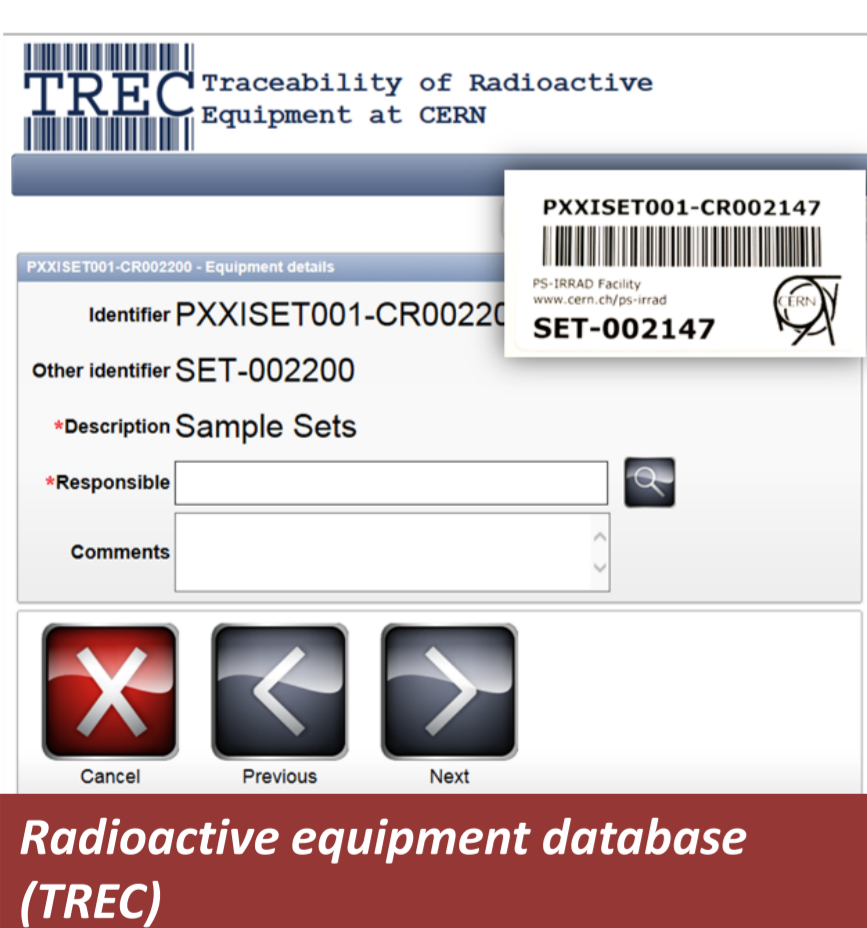 TREC Traceability of Radioactive
Equipment at CERN
PXXISET001-CR002147
PS-IRRAD Facility
www.cern.ch/ps-irrad
CERN
SET-002147
PXXISET001-CR002200 - Equipment details
Identifier PXXISET001-CR00220
Other identifier SET-002200
*Description Sample Sets
*Responsible
Comments
Cancel Previous Next
Radioactive equipment database
(TREC)